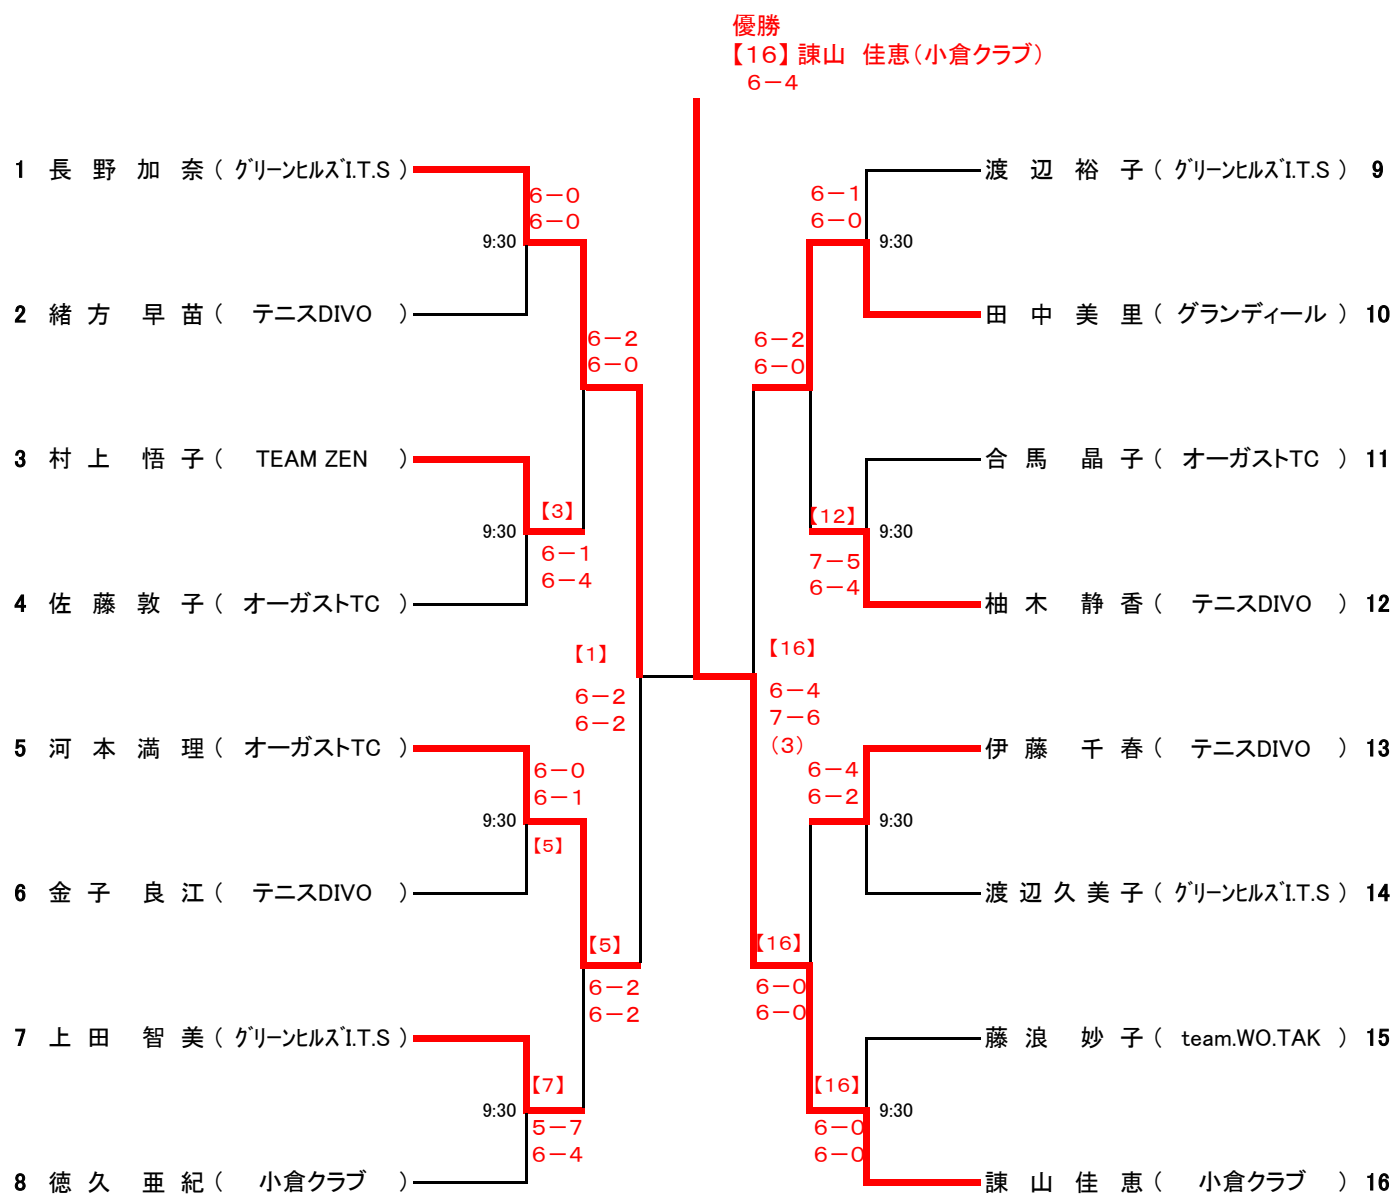 優勝
【16】 諫山 佳恵(小倉クラブ)
6-4
1 長野加奈 ( グリーンヒルズI.T.S )
6-0
6-0
9:30
2 緒方 早苗 ( テニスDIVO )
6-2
6-0
3 村上 悟子 ( TEAM ZEN )
9:30
【3】
6-1
6-4
4 佐藤敦子 ( オーガストTC )
【1】
6-2
6-2
5 河本満理 ( オーガストTC )
6-0
6-1
9:30
【5】
6 金子 良江 ( テニスDIVO )
【5】
6-2
6-2
7 上田 智美 ( グリーンヒルズI.T.S )
【7】
9:30
5-7
6-4
8 徳久 亜紀 ( 小倉クラブ )
渡辺裕子 ( グリーンヒルズI.T.S ) 9
6-1
6-0
9:30
田中美里 ( グランディール ) 10
6-2
6-0
合馬 晶子 ( オーガストTC ) 11
【12】
9:30
7-5
6-4
柚木 静香 ( テニスDIVO ) 12
【16】
6-4
7-6
(3)
伊藤 千春 ( テニスDIVO ) 13
6-4
6-2
9:30
渡辺久美子 ( グリーンヒルズI.T.S ) 14
【16】
6-0
6-0
藤浪 妙子 ( team.WO.TAK ) 15
【16】
9:30
6-0
6-0
諫山佳恵 ( 小倉クラブ ) 16